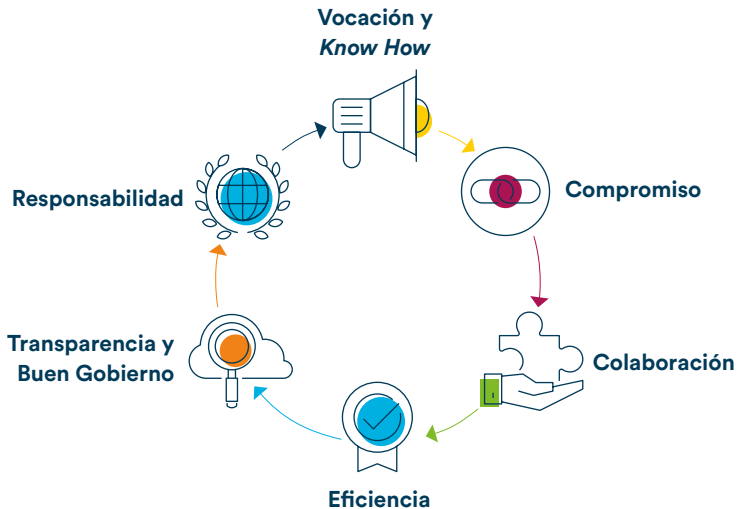 Vocación y
Know How
Compromiso
Colaboración
Eficiencia
Transparencia y
Buen Gobierno
Responsabilidad